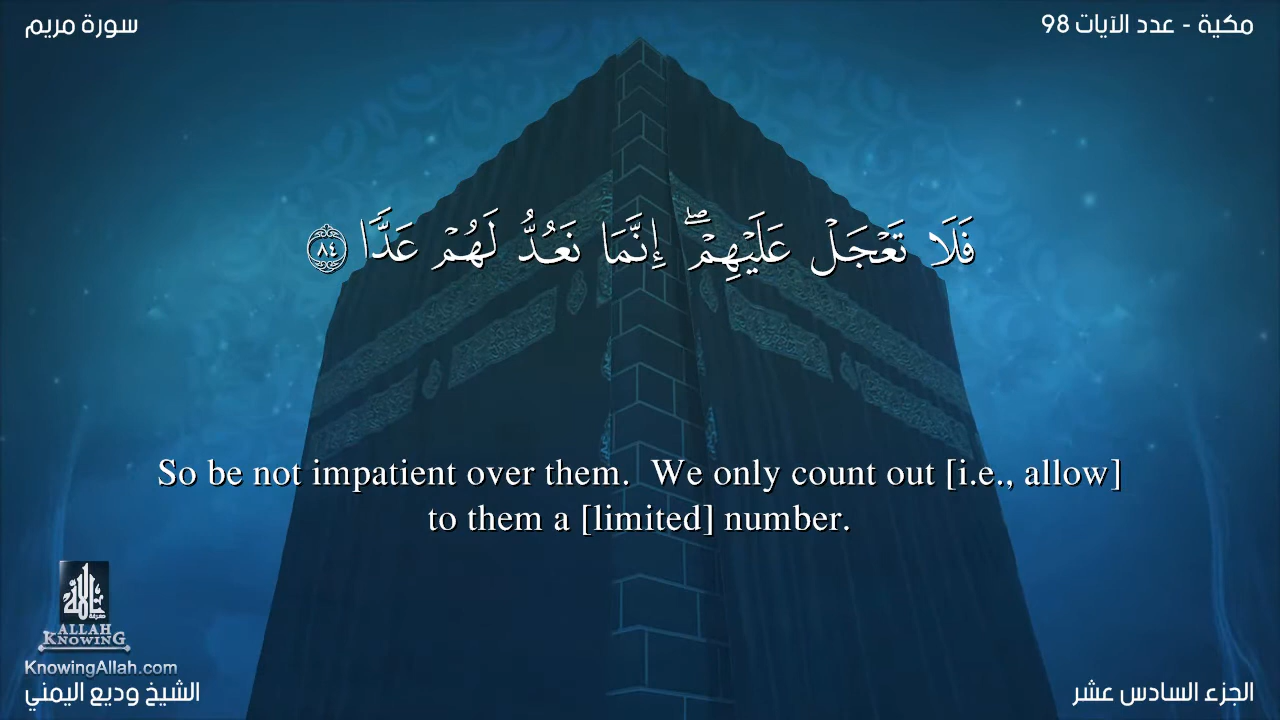 سورة مريم
مكية - عدد الآيات 98
فَلَا تَعْجَلْ عَلَيْهِمْ ۖ إِنَّمَا نَعُدُّ لَهُمْ عَدًّا ٨٤
So be not impatient over them. We only count out [i.e., allow]
to them a [limited] number.
ALLAH
KNOWING
KnowingAllah.com
الشيخ وديع اليمني
الجزء السادس عشر